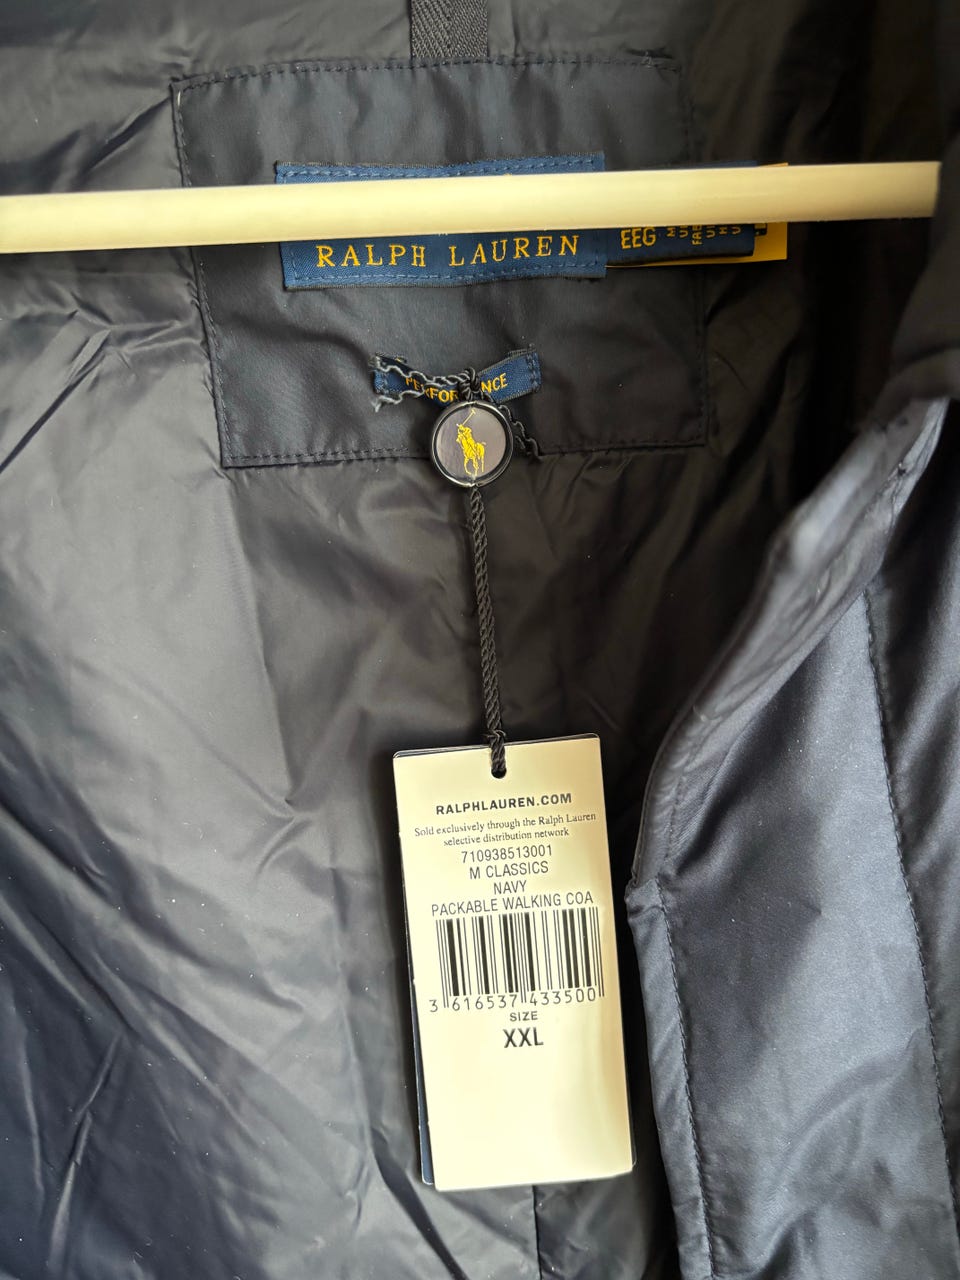 RALPH LAUREN
EEG
RALPHLAUREN.COM
Sold exclusively through the Ralph Lauren
selective distribution network
710938513001
M CLASSICS
NAVY
PACKABLE WALKING COA
3 616537 433500
SIZE
XXL